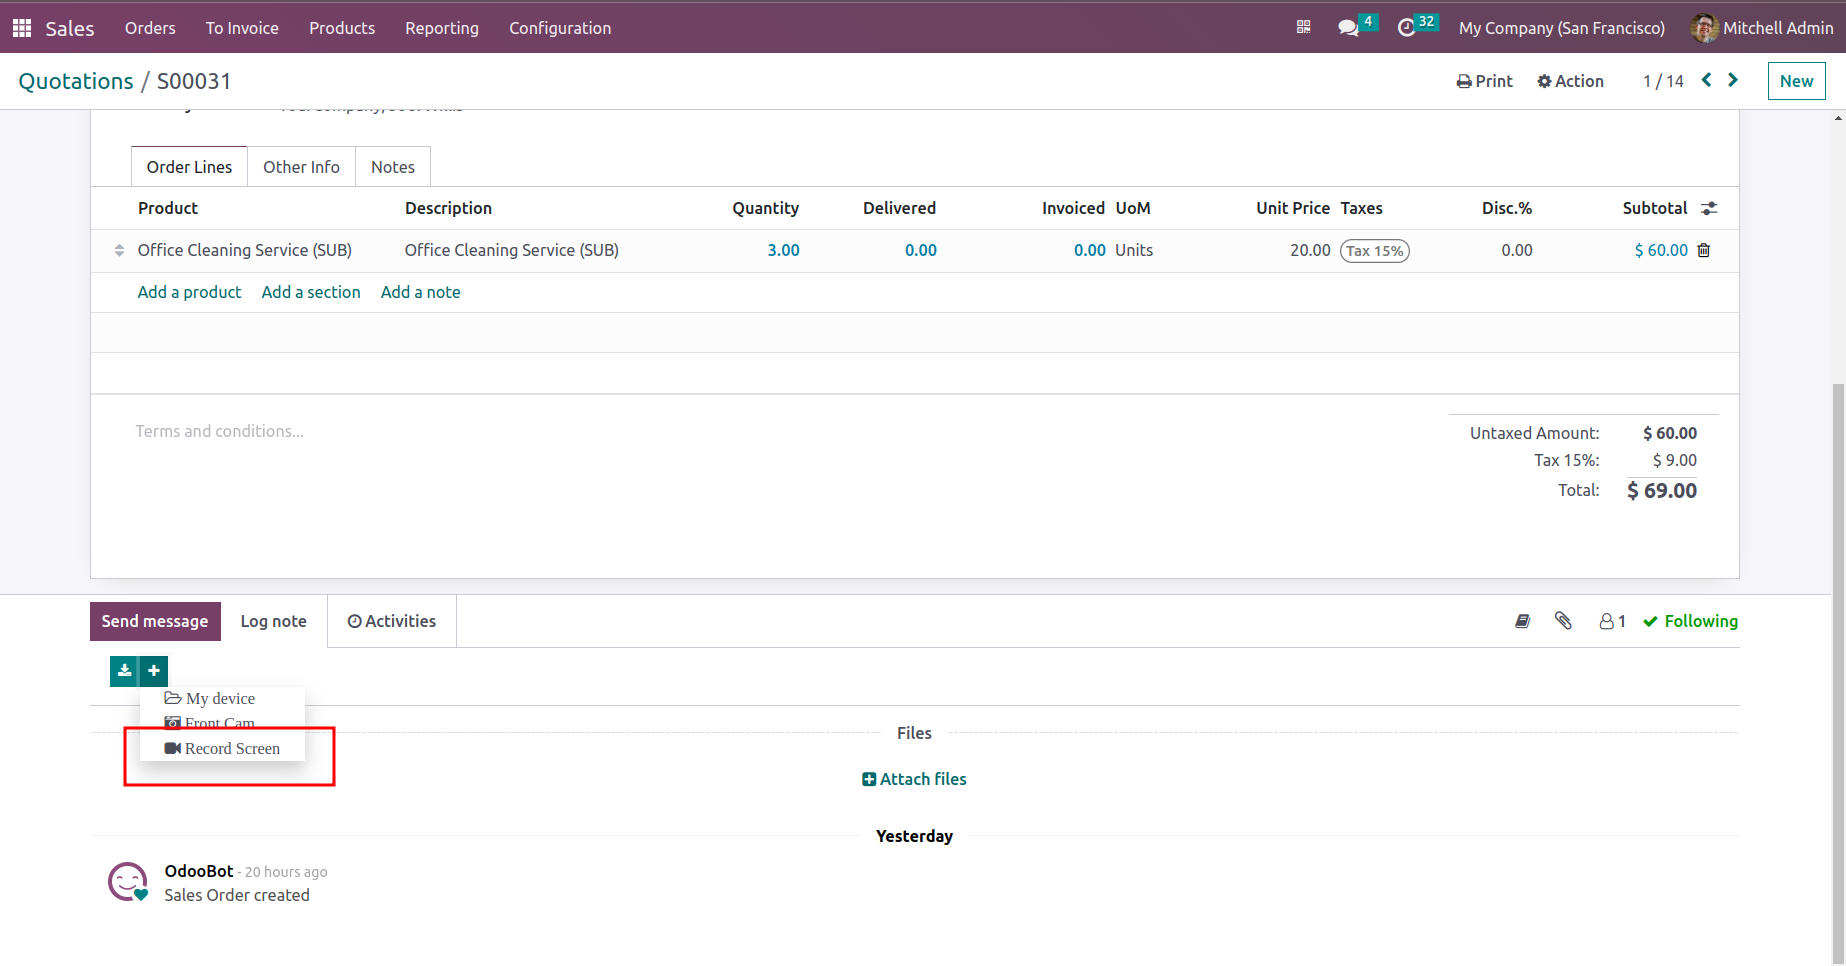 Sales Orders To Invoice Products Reporting Configuration 4 32 My Company (San Francisco) Mitchell Admin
Quotations / S00031 Print Action 1 / 14 New
Order Lines Other Info Notes
Product Description Quantity Delivered Invoiced UoM Unit Price Taxes Disc.% Subtotal
Office Cleaning Service (SUB) Office Cleaning Service (SUB) 3.00 0.00 0.00 Units 20.00 Tax 15% 0.00 $ 60.00
Add a product Add a section Add a note
Terms and conditions...
Untaxed Amount: $ 60.00
Tax 15%: $ 9.00
Total: $ 69.00
Send message Log note Activities 1 Following
My device
Front Cam
Files
Record Screen
Attach files
Yesterday
OdooBot - 20 hours ago
Sales Order created